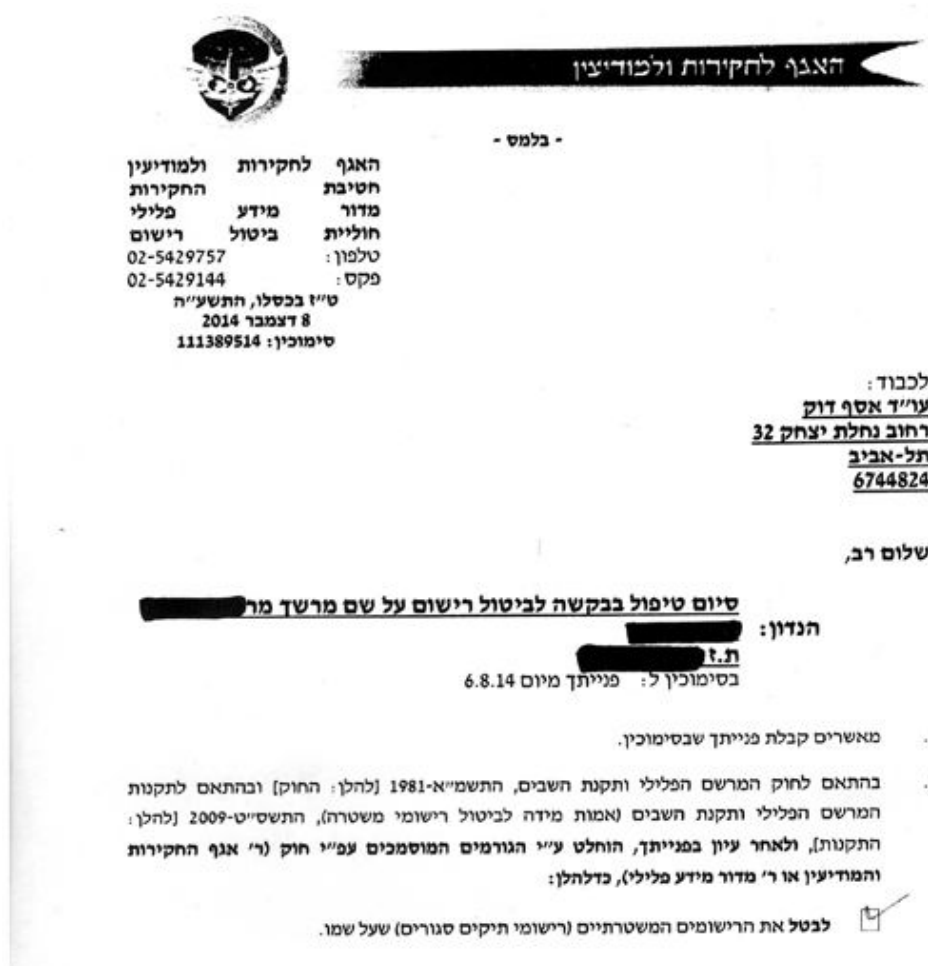 האגף לחקירות ולמודיעין
- בלמס -
האגף לחקירות ולמודיעין
חטיבת החקירות
מדור מידע פלילי
חוליית ביטול רישום
טלפון: 02-5429757
פקס: 02-5429144
ט״ז בכסלו, התשע״ה
8 דצמבר 2014
סימוכין: 111389514
לכבוד:
עו״ד אסף דוק
רחוב נחלת יצחק 32
תל-אביב
6744824
שלום רב,
הנדון: סיום טיפול בבקשה לביטול רישום על שם מרשך מר
ת.ז
בסימוכין ל: פנייתך מיום 6.8.14
מאשרים קבלת פנייתך שבסימוכין.
בהתאם לחוק המרשם הפלילי ותקנת השבים, התשמ״א-1981 [להלן: החוק] ובהתאם לתקנות
המרשם הפלילי ותקנת השבים (אמות מידה לביטול רישומי משטרה), התשס״ט-2009 [להלן:
התקנות], ולאחר עיון בפנייתך, הוחלט ע״י הגורמים המוסמכים עפ״י חוק (ר׳ אגף החקירות
והמודיעין או ר׳ מדור מידע פלילי), כדלהלן:
לבטל את הרישומים המשטרתיים (רישומי תיקים סגורים) שעל שמו.